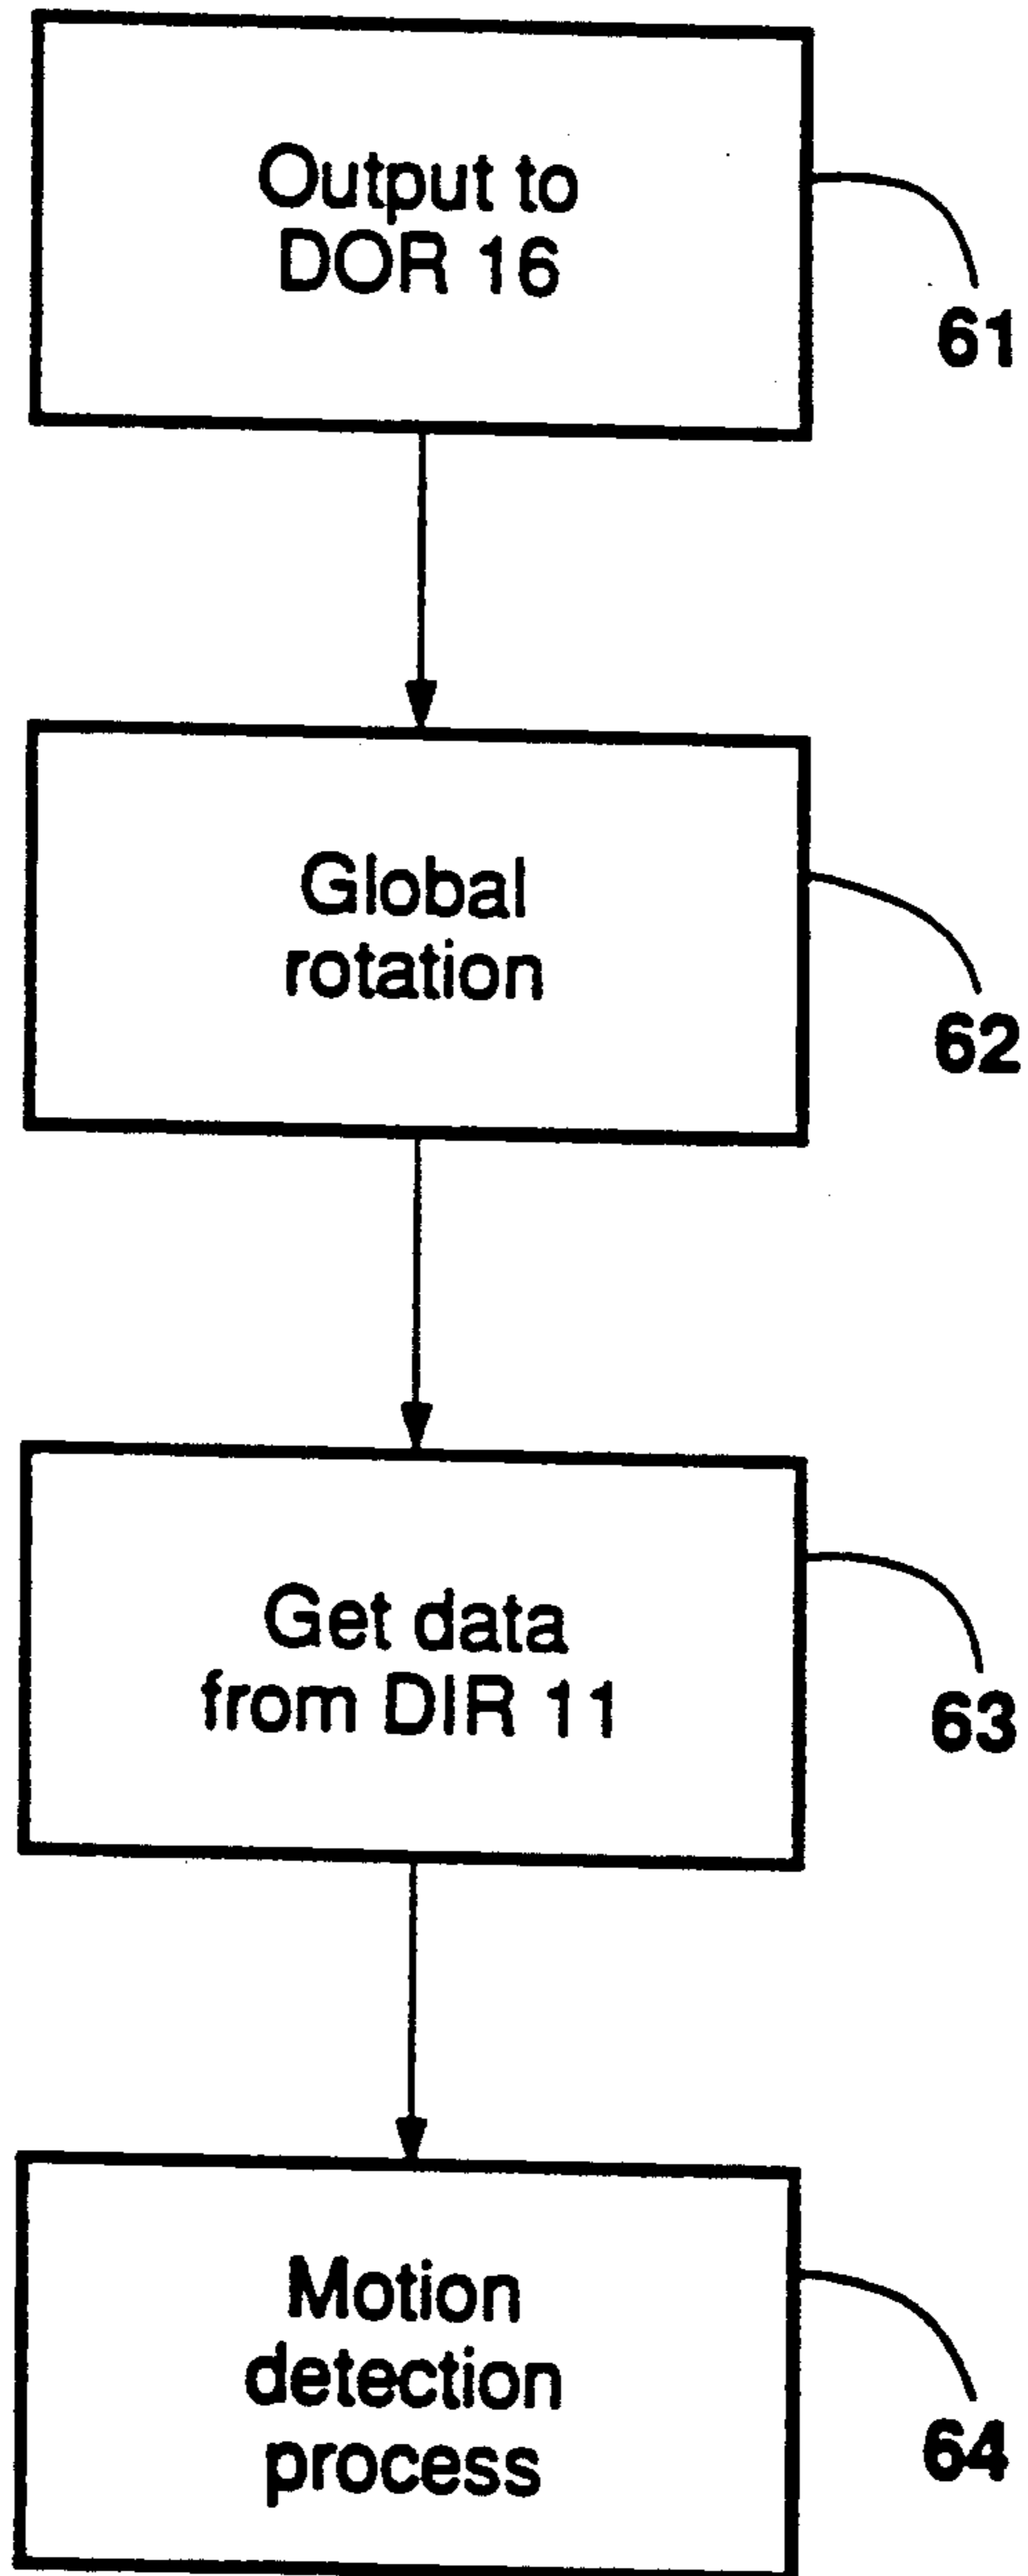 Output to
DOR 16
61
Global
rotation
62
Get data
from DIR 11
63
Motion
detection
process
64